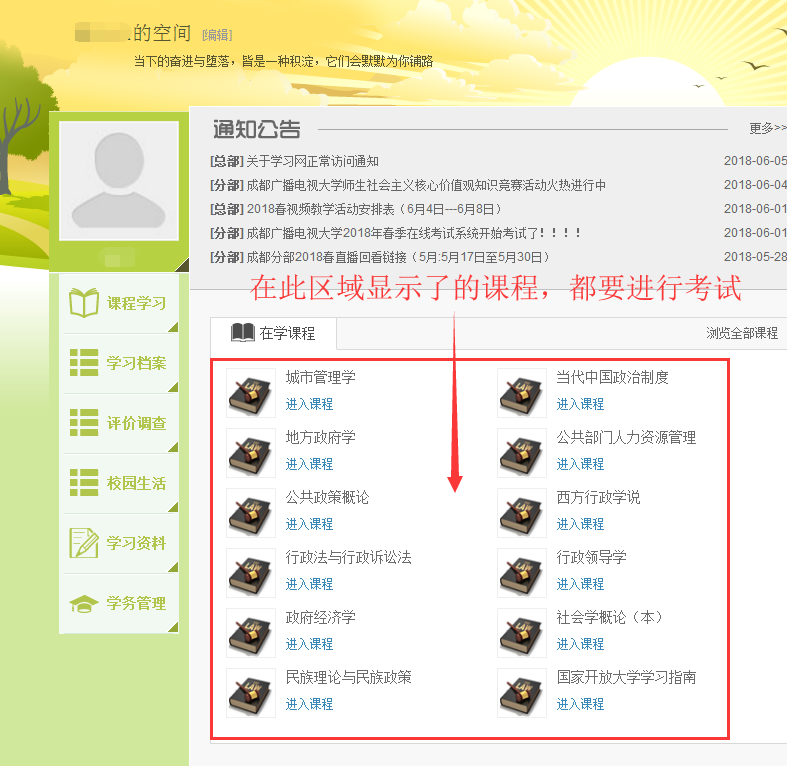 的空间 [编辑]
当下的奋进与堕落，皆是一种积淀，它们会默默为你铺路
通知公告 更多>>
[总部] 关于学习网正常访问通知 2018-06-05
[分部] 成都广播电视大学师生社会主义核心价值观知识竞赛活动火热进行中 2018-06-04
[总部] 2018春视频教学活动安排表（6月4日---6月8日） 2018-06-01
[分部] 成都广播电视大学2018年春季在线考试系统开始考试了！！！！ 2018-06-01
[分部] 成都分部2018春直播回看链接（5月:5月17日至5月30日） 2018-05-28
在此区域显示了的课程，都要进行考试
课程学习
学习档案
评价调查
校园生活
学习资料
学务管理
在学课程 浏览全部课程
城市管理学 当代中国政治制度
进入课程 进入课程
地方政府学 公共部门人力资源管理
进入课程 进入课程
公共政策概论 西方行政学说
进入课程 进入课程
行政法与行政诉讼法 行政领导学
进入课程 进入课程
政府经济学 社会学概论（本）
进入课程 进入课程
民族理论与民族政策 国家开放大学学习指南
进入课程 进入课程